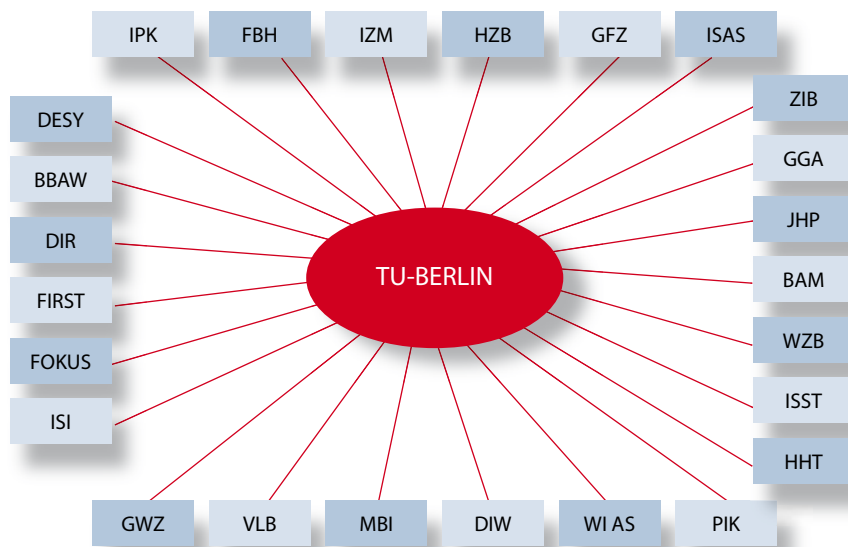 IPK
FBH
IZM
HZB
GFZ
ISAS
DESY
BBAW
DIR
FIRST
FOKUS
ISI
TU-BERLIN
ZIB
GGA
JHP
BAM
WZB
ISST
HHT
GWZ
VLB
MBI
DIW
WI AS
PIK